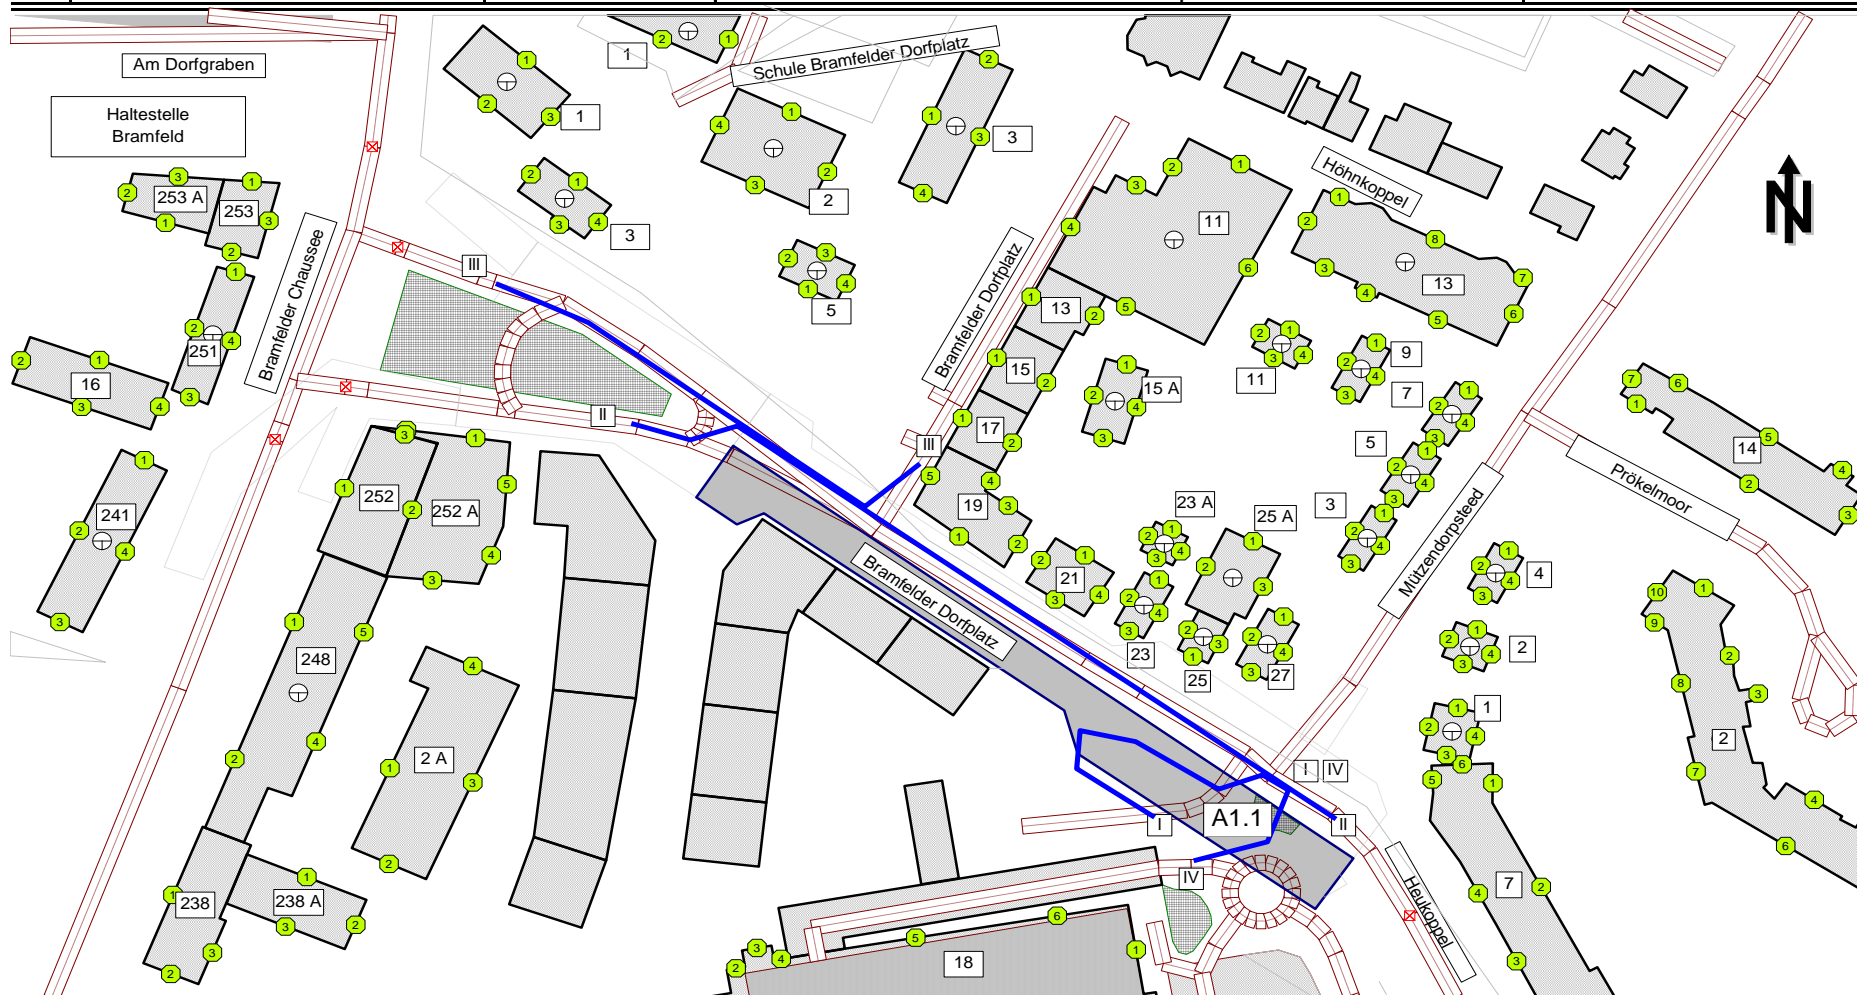 Am Dorfgraben
Haltestelle
Bramfeld
Schule Bramfelder Dorfplatz
Höhnkoppel
Bramfelder Chaussee
Bramfelder Dorfplatz
Bramfelder Dorfplatz
Mützendorpsteed
Prökelmoor
Heukoppel
N
1
1
3
2
3
5
253 A
253
251
16
241
252
252 A
248
2 A
238
238 A
11
13
13
15
15 A
17
19
21
23 A
25 A
23
25
27
11
9
7
5
3
4
2
1
14
2
7
18
A1.1
III
II
III
I
IV
I
II
IV